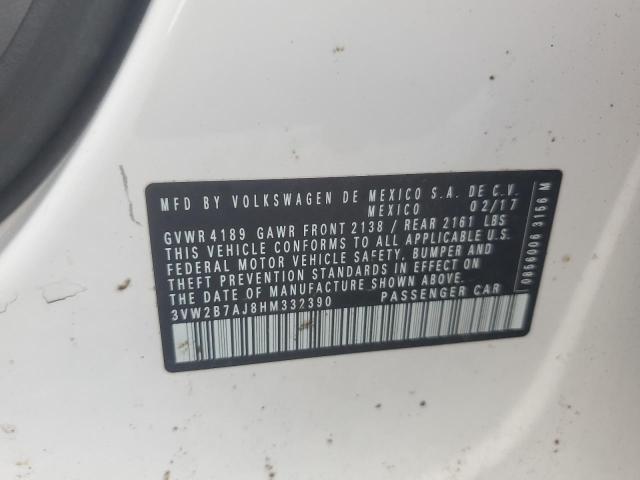 MFD BY VOLKSWAGEN DE MEXICO S.A. DE C.V.
MEXICO 02/17
GVWR 4189 GAWR FRONT 2138 / REAR 2161 LBS
THIS VEHICLE CONFORMS TO ALL APPLICABLE U.S.
FEDERAL MOTOR VEHICLE SAFETY, BUMPER AND
THEFT PREVENTION STANDARDS IN EFFECT ON
THE DATE OF MANUFACTURE SHOWN ABOVE.
3VW2B7AJ8HM332390 PASSENGER CAR
0856006 3156 M